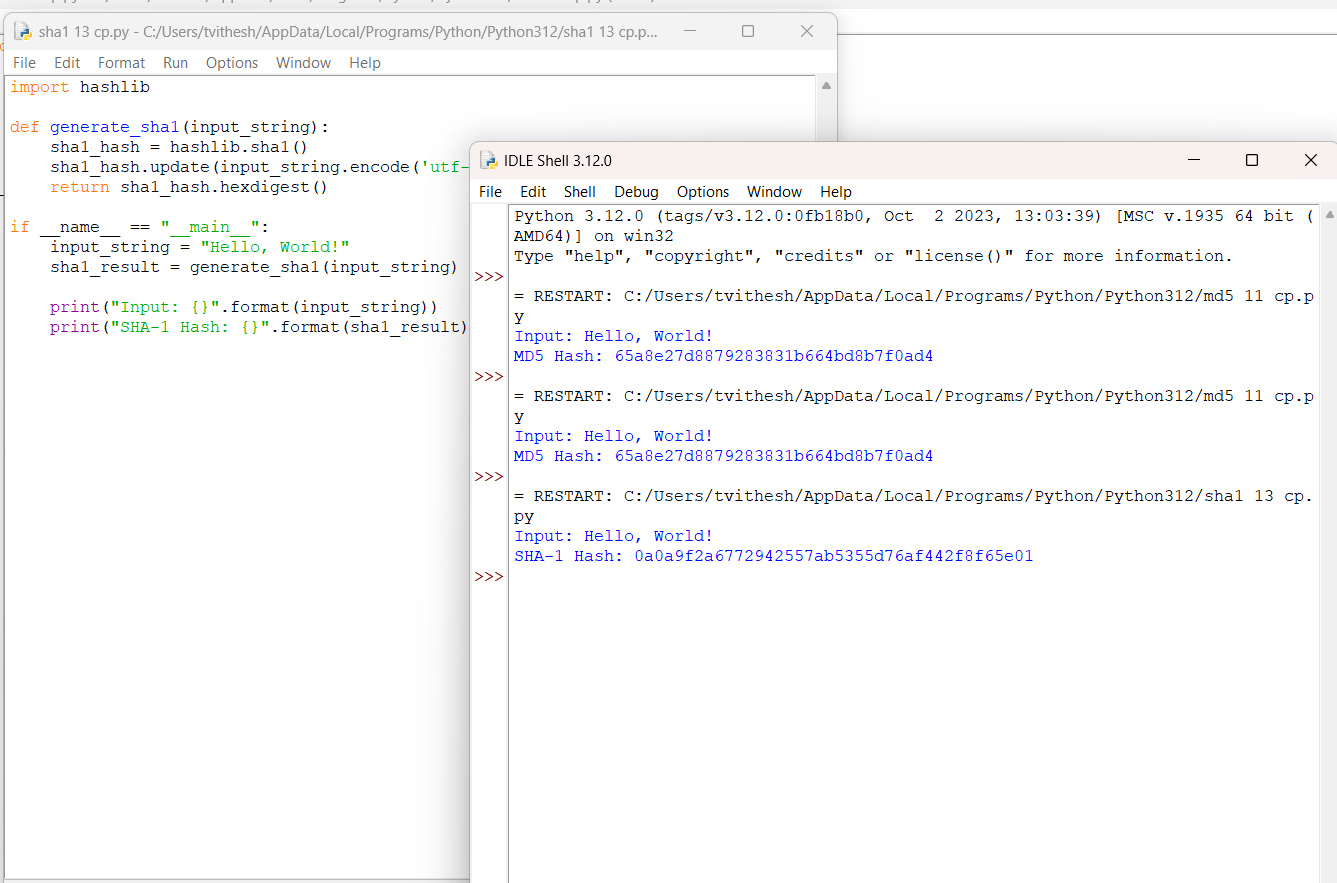 sha1 13 cp.py - C:/Users/tvithesh/AppData/Local/Programs/Python/Python312/sha1 13 cp.p...
File Edit Format Run Options Window Help
import hashlib
def generate_sha1(input_string):
    sha1_hash = hashlib.sha1()
    sha1_hash.update(input_string.encode('utf-
    return sha1_hash.hexdigest()
if __name__ == "__main__":
    input_string = "Hello, World!"
    sha1_result = generate_sha1(input_string)
    print("Input: {}".format(input_string))
    print("SHA-1 Hash: {}".format(sha1_result)
IDLE Shell 3.12.0
File Edit Shell Debug Options Window Help
Python 3.12.0 (tags/v3.12.0:0fb18b0, Oct  2 2023, 13:03:39) [MSC v.1935 64 bit (
AMD64)] on win32
Type "help", "copyright", "credits" or "license()" for more information.
>>>
= RESTART: C:/Users/tvithesh/AppData/Local/Programs/Python/Python312/md5 11 cp.p
y
Input: Hello, World!
MD5 Hash: 65a8e27d8879283831b664bd8b7f0ad4
>>>
= RESTART: C:/Users/tvithesh/AppData/Local/Programs/Python/Python312/md5 11 cp.p
y
Input: Hello, World!
MD5 Hash: 65a8e27d8879283831b664bd8b7f0ad4
>>>
= RESTART: C:/Users/tvithesh/AppData/Local/Programs/Python/Python312/sha1 13 cp.
py
Input: Hello, World!
SHA-1 Hash: 0a0a9f2a6772942557ab5355d76af442f8f65e01
>>>